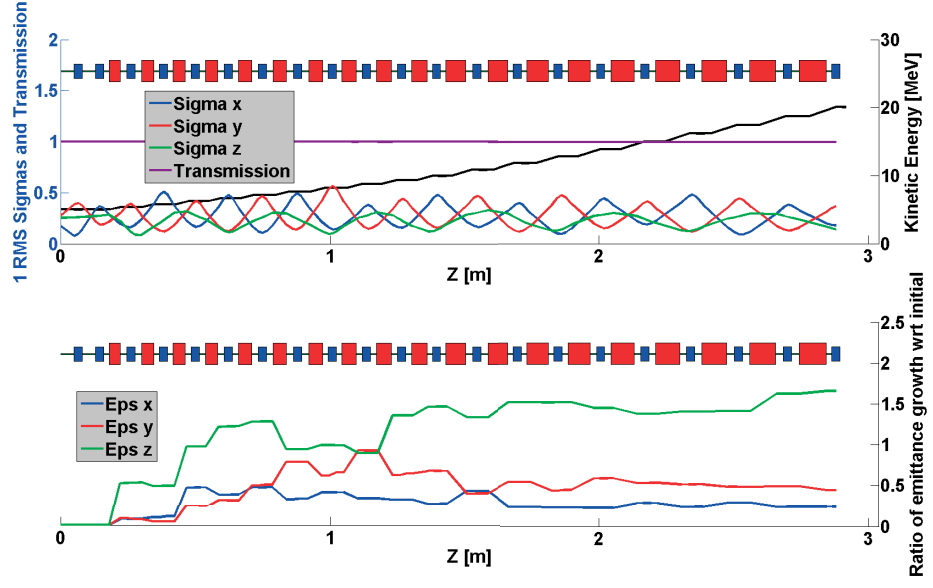 1 RMS Sigmas and Transmission
2
1.5
1
0.5
0
Sigma x
Sigma y
Sigma z
Transmission
30
20
10
0
Kinetic Energy [MeV]
0
1
2
3
Z [m]
Eps x
Eps y
Eps z
2.5
2
1.5
1
0.5
0
Ratio of emittance growth wrt initial
0
1
2
3
Z [m]